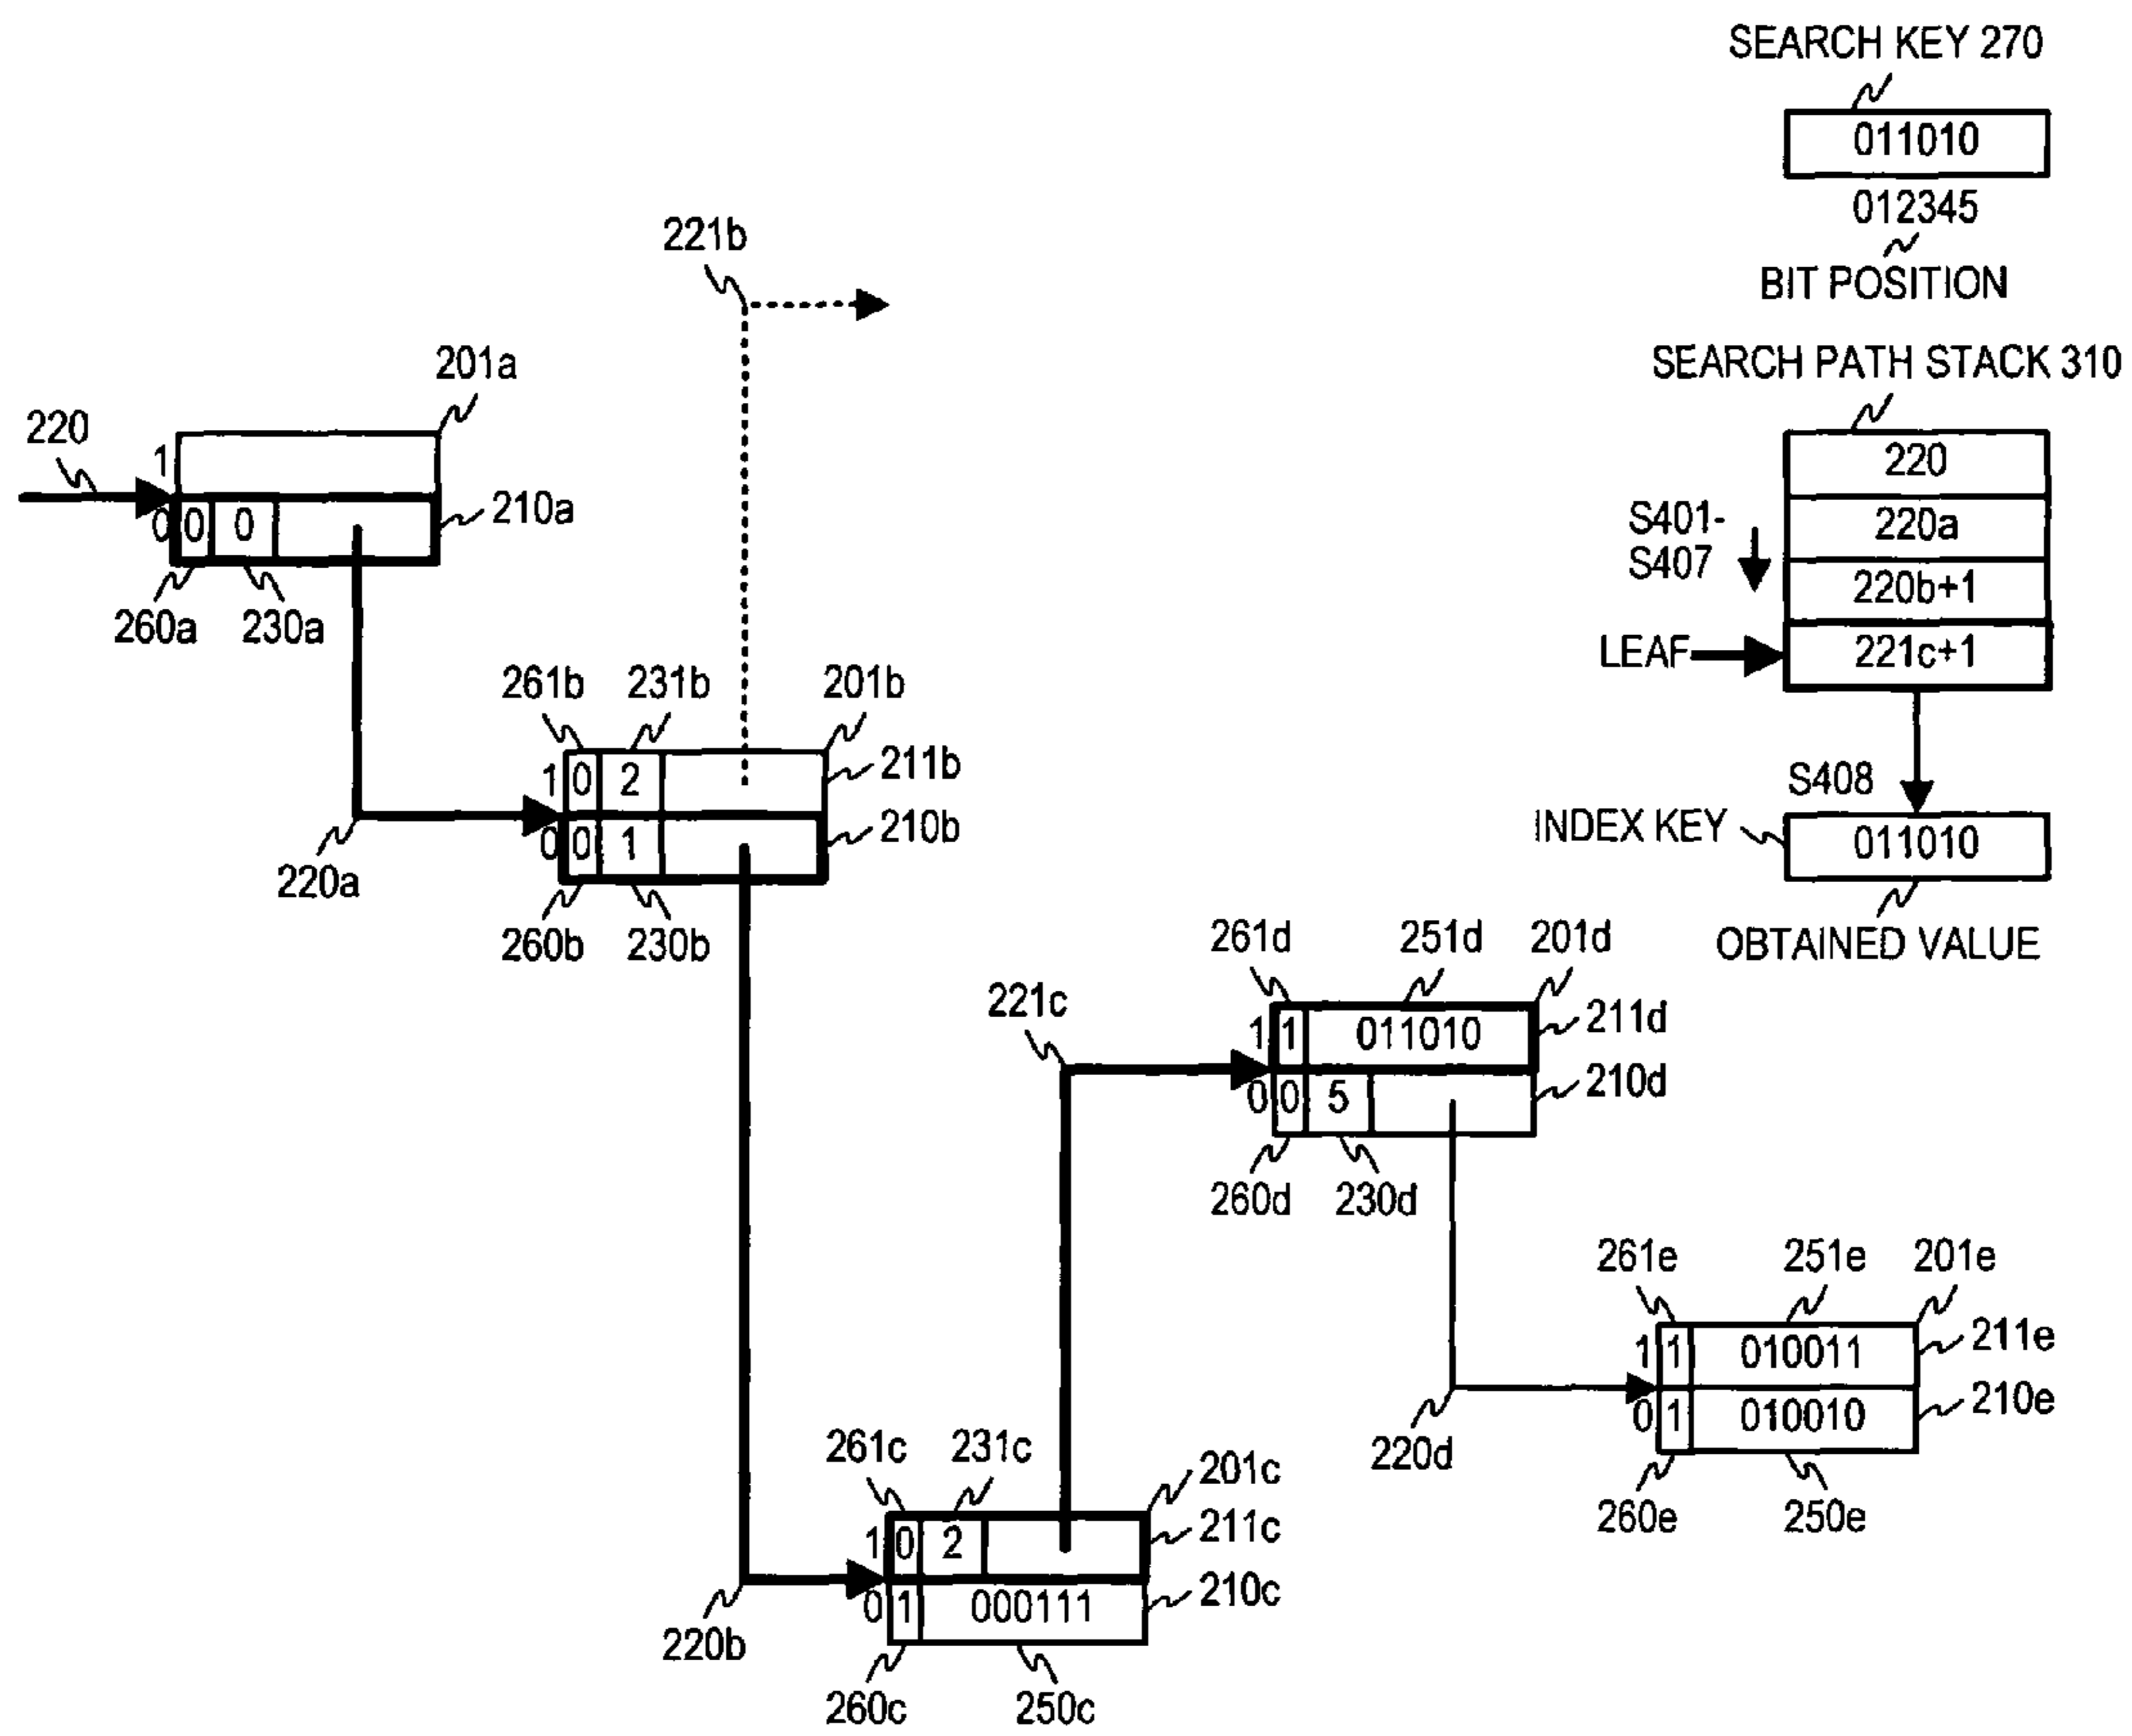 SEARCH KEY 270
011010
012345
BIT POSITION
221b
SEARCH PATH STACK 310
201a
220
1
220
210a
0 0 0
S401-
S407
220a
260a 230a
220b+1
LEAF
221c+1
261b 231b 201b
1 0 2
211b
S408
0 0 1
210b
INDEX KEY
011010
220a
260b 230b
OBTAINED VALUE
261d 251d 201d
221c
1 1 011010
211d
0 0 5
210d
260d 230d
261e 251e 201e
1 1 010011
211e
0 1 010010
210e
220d
260e 250e
261c 231c 201c
1 0 2
211c
0 1 000111
210c
220b
260c 250c